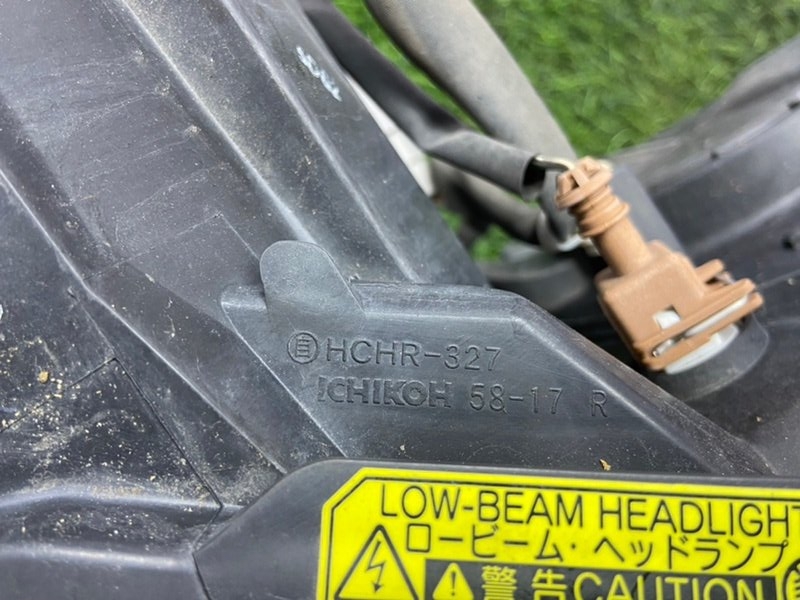 自 HCHR-327
ICHIKOH 58-17 R
LOW-BEAM HEADLIGHT
ロービーム・ヘッドランプ
警告CAUTION